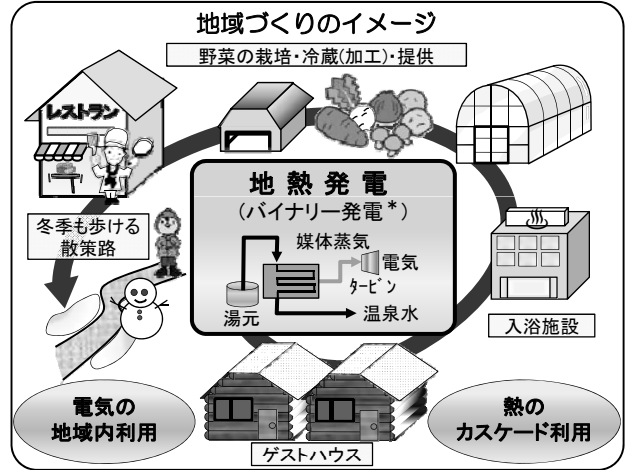 地域づくりのイメージ
野菜の栽培・冷蔵(加工)・提供
レストラン
地熱発電
(バイナリー発電*)
媒体蒸気
電気
タービン
湯元
温泉水
冬季も歩ける
散策路
入浴施設
電気の
地域内利用
熱の
カスケード利用
ゲストハウス